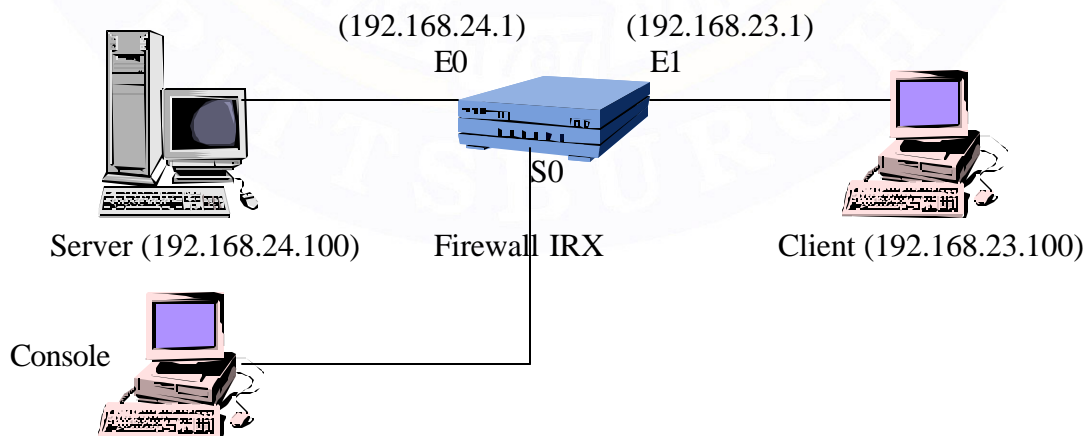 (192.168.24.1) (192.168.23.1)
E0 E1
S0
Server (192.168.24.100) Firewall IRX Client (192.168.23.100)
Console